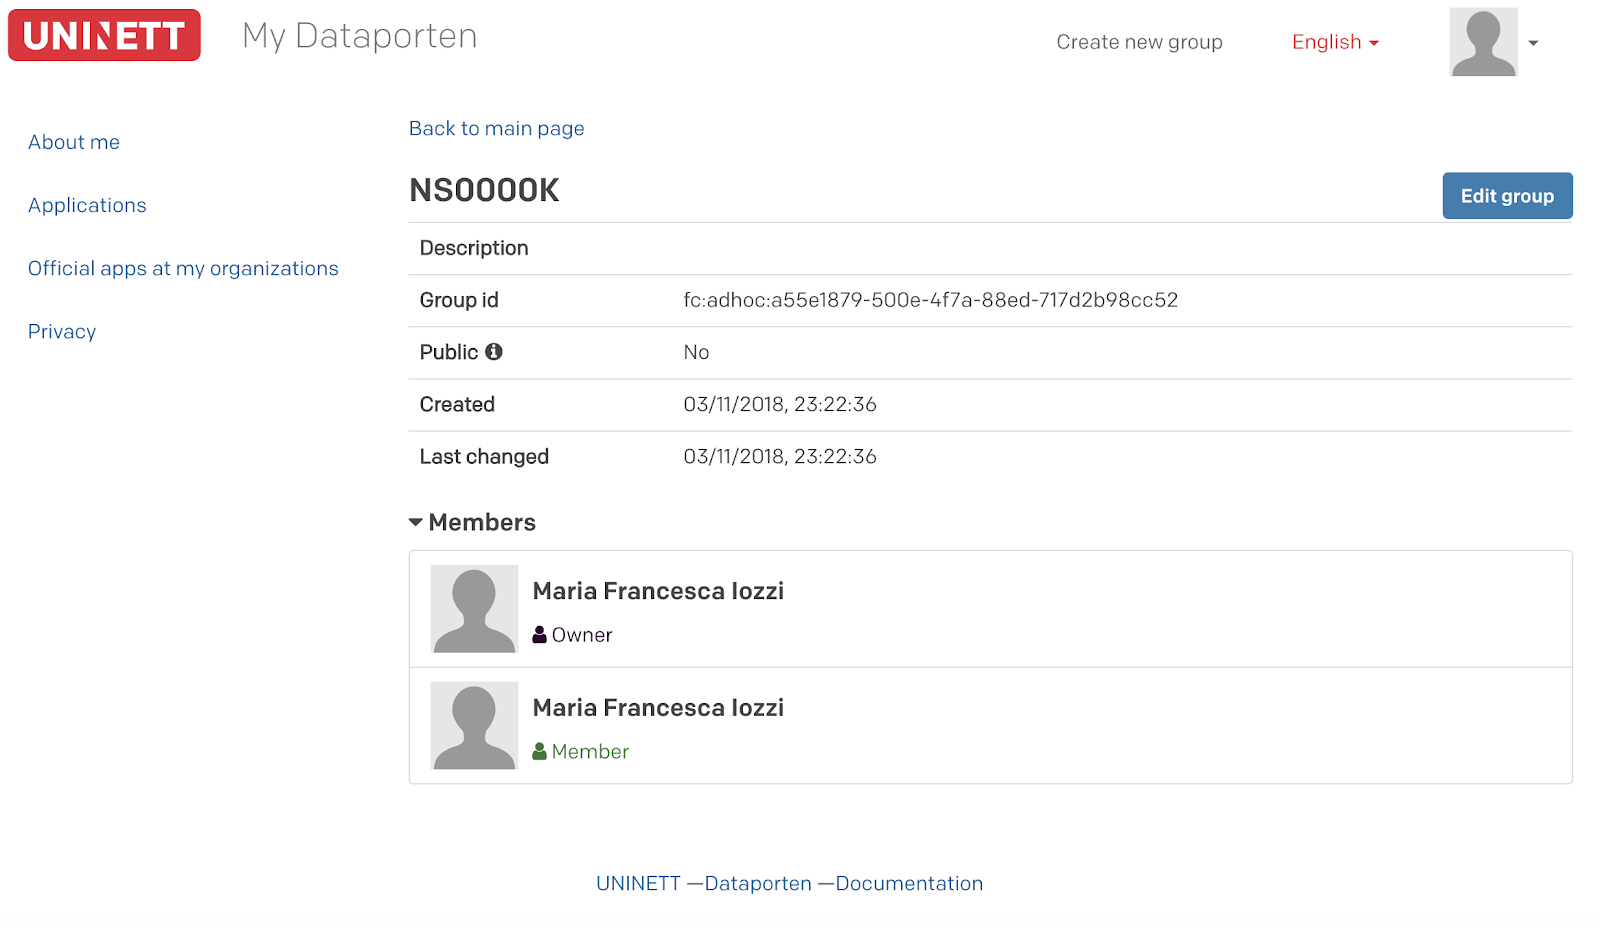 UNINETT My Dataporten Create new group English
About me
Applications
Official apps at my organizations
Privacy
Back to main page
NS0000K Edit group
Description
Group id fc:adhoc:a55e1879-500e-4f7a-88ed-717d2b98cc52
Public No
Created 03/11/2018, 23:22:36
Last changed 03/11/2018, 23:22:36
Members
Maria Francesca Iozzi
Owner
Maria Francesca Iozzi
Member
UNINETT —Dataporten —Documentation